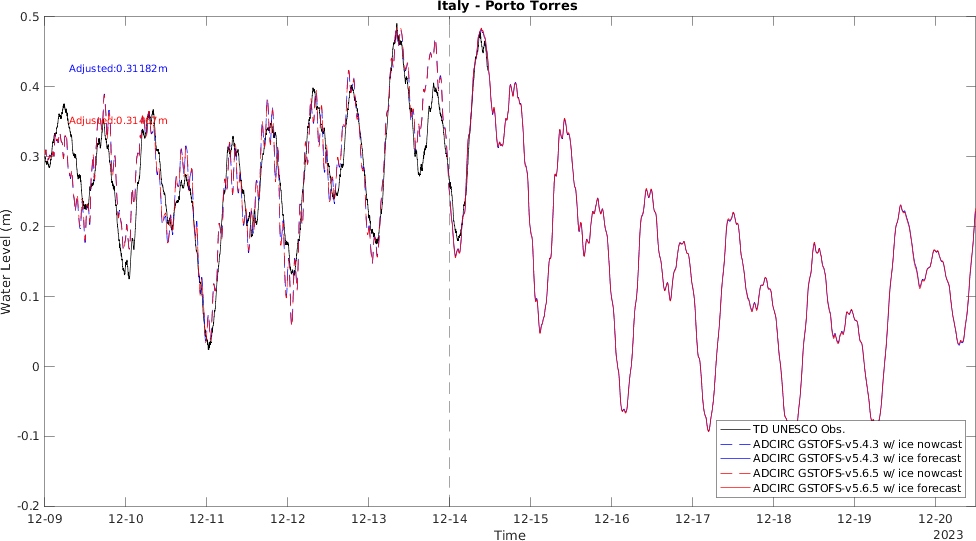 Italy - Porto Torres
0.5
0.4
0.3
0.2
0.1
0
-0.1
-0.2
Water Level (m)
Adjusted:0.31182m
TD UNESCO Obs.
ADCIRC GSTOFS-v5.4.3 w/ ice nowcast
ADCIRC GSTOFS-v5.4.3 w/ ice forecast
ADCIRC GSTOFS-v5.6.5 w/ ice nowcast
ADCIRC GSTOFS-v5.6.5 w/ ice forecast
12-09 12-10 12-11 12-12 12-13 12-14 12-15 12-16 12-17 12-18 12-19 12-20
Time
2023